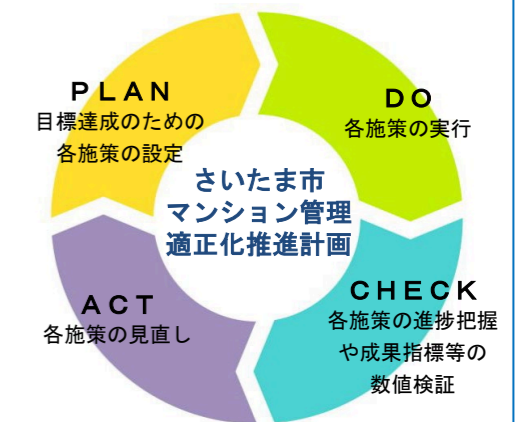 PLAN
目標達成のための
各施策の設定
DO
各施策の実行
さいたま市
マンション管理
適正化推進計画
CHECK
各施策の進捗把握
や成果指標等の
数値検証
ACT
各施策の見直し